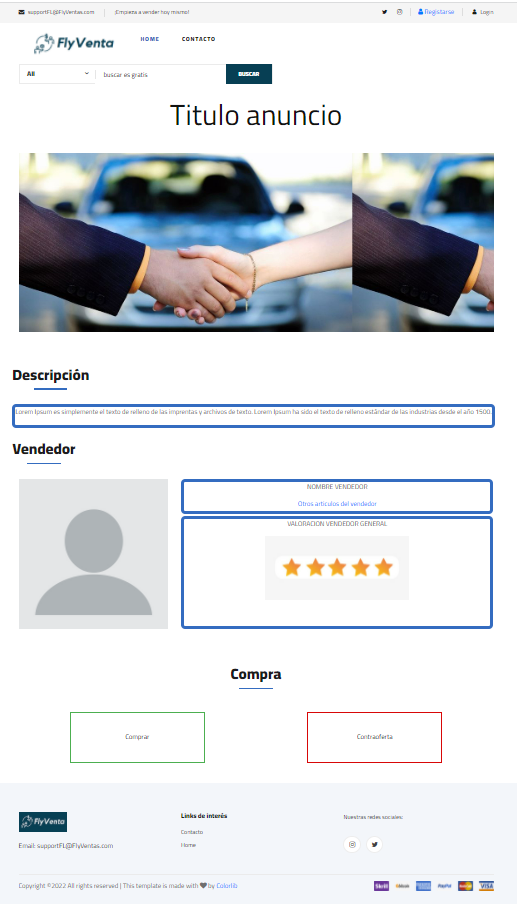 supportFL@FlyVentas.com
¡Empieza a vender hoy mismo!
Registarse
Login
FlyVenta
HOME
CONTACTO
All
buscar es gratis
BUSCAR
Titulo anuncio
Descripción
Lorem Ipsum es simplemente el texto de relleno de las imprentas y archivos de texto. Lorem Ipsum ha sido el texto de relleno estándar de las industrias desde el año 1500.
Vendedor
NOMBRE VENDEDOR
Otros articulos del vendedor
VALORACION VENDEDOR GENERAL
Compra
Comprar
Contraoferta
FlyVenta
Email: supportFL@FlyVentas.com
Links de interés
Contacto
Home
Nuestras redes sociales:
Copyright ©2022 All rights reserved | This template is made with by Colorlib
Skrill
PayPal
VISA